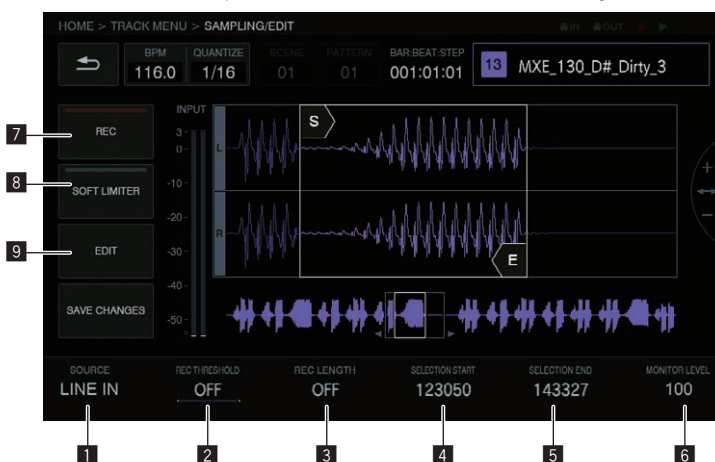 HOME > TRACK MENU > SAMPLING/EDIT
IN OUT
BPM QUANTIZE SCENE PATTERN BAR:BEAT:STEP
116.0 1/16 01 01 001:01:01 13 MXE_130_D#_Dirty_3
INPUT
7 REC
3-
0-
L
S
8 SOFT LIMITER
-10-
-20-
R
9 EDIT
-30-
E
-40-
SAVE CHANGES
-50-
+
−
SOURCE REC THRESHOLD REC LENGTH SELECTION START SELECTION END MONITOR LEVEL
LINE IN OFF OFF 123050 143327 100
1 2 3 4 5 6